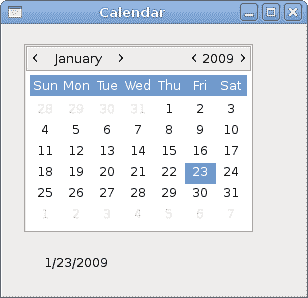 Calendar
< January > < 2009 >
Sun Mon Tue Wed Thu Fri Sat
28 29 30 31 1 2 3
4 5 6 7 8 9 10
11 12 13 14 15 16 17
18 19 20 21 22 23 24
25 26 27 28 29 30 31
1 2 3 4 5 6 7
1/23/2009